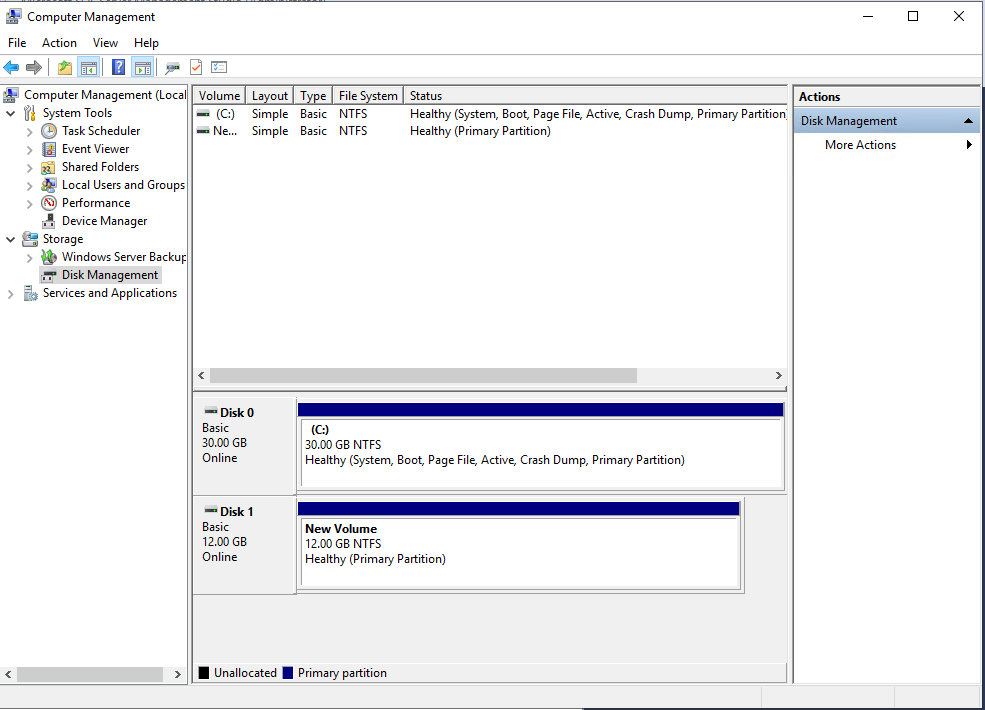 Computer Management
File Action View Help
Computer Management (Local
System Tools
Task Scheduler
Event Viewer
Shared Folders
Local Users and Groups
Performance
Device Manager
Storage
Windows Server Backup
Disk Management
Services and Applications
Volume Layout Type File System Status
(C:) Simple Basic NTFS Healthy (System, Boot, Page File, Active, Crash Dump, Primary Partition)
Ne... Simple Basic NTFS Healthy (Primary Partition)
Disk 0
Basic
30.00 GB
Online
(C:)
30.00 GB NTFS
Healthy (System, Boot, Page File, Active, Crash Dump, Primary Partition)
Disk 1
Basic
12.00 GB
Online
New Volume
12.00 GB NTFS
Healthy (Primary Partition)
Unallocated Primary partition
Actions
Disk Management
More Actions